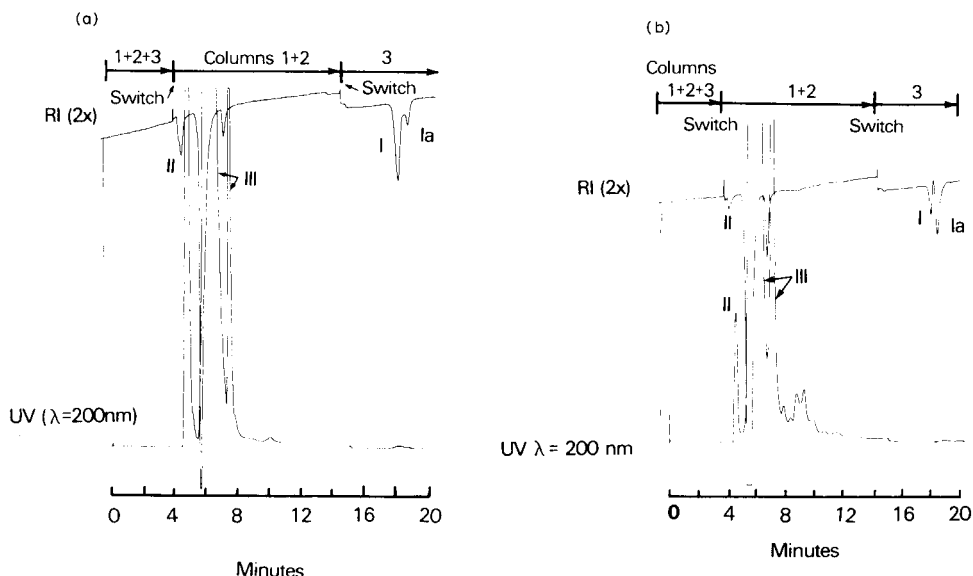 (a)
1+2+3 Columns 1+2 3
Switch Switch
RI (2x)
II III I Ia
UV (λ=200nm)
0 4 8 12 16 20
Minutes
(b)
Columns
1+2+3 1+2 3
Switch Switch
RI (2x)
II I Ia
III
II
UV λ = 200 nm
0 4 8 12 16 20
Minutes